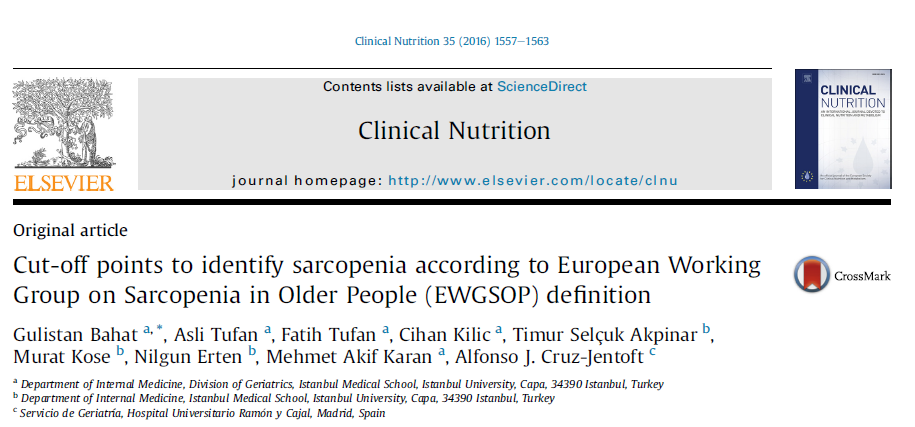 Clinical Nutrition 35 (2016) 1557–1563
Contents lists available at ScienceDirect
Clinical Nutrition
journal homepage: http://www.elsevier.com/locate/clnu
ELSEVIER
CLINICAL
NUTRITION
Original article
Cut-off points to identify sarcopenia according to European Working
Group on Sarcopenia in Older People (EWGSOP) definition
CrossMark
Gulistan Bahat a, *, Asli Tufan a, Fatih Tufan a, Cihan Kilic a, Timur Selçuk Akpinar b,
Murat Kose b, Nilgun Erten b, Mehmet Akif Karan a, Alfonso J. Cruz-Jentoft c
a Department of Internal Medicine, Division of Geriatrics, Istanbul Medical School, Istanbul University, Capa, 34390 Istanbul, Turkey
b Department of Internal Medicine, Istanbul Medical School, Istanbul University, Capa, 34390 Istanbul, Turkey
c Servicio de Geriatría, Hospital Universitario Ramón y Cajal, Madrid, Spain